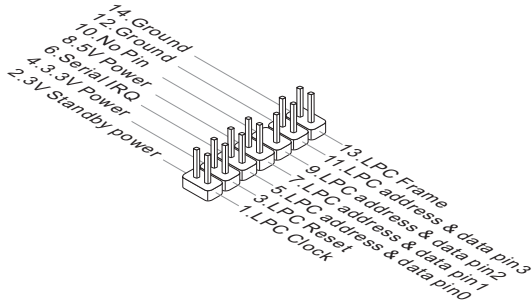 14.Ground
12.Ground
10.No Pin
8.5V Power
6.Serial IRQ
4.3.3V Power
2.3V Standby power
13.LPC Frame
11.LPC address & data pin3
9.LPC address & data pin2
7.LPC address & data pin1
5.LPC address & data pin0
3.LPC Reset
1.LPC Clock